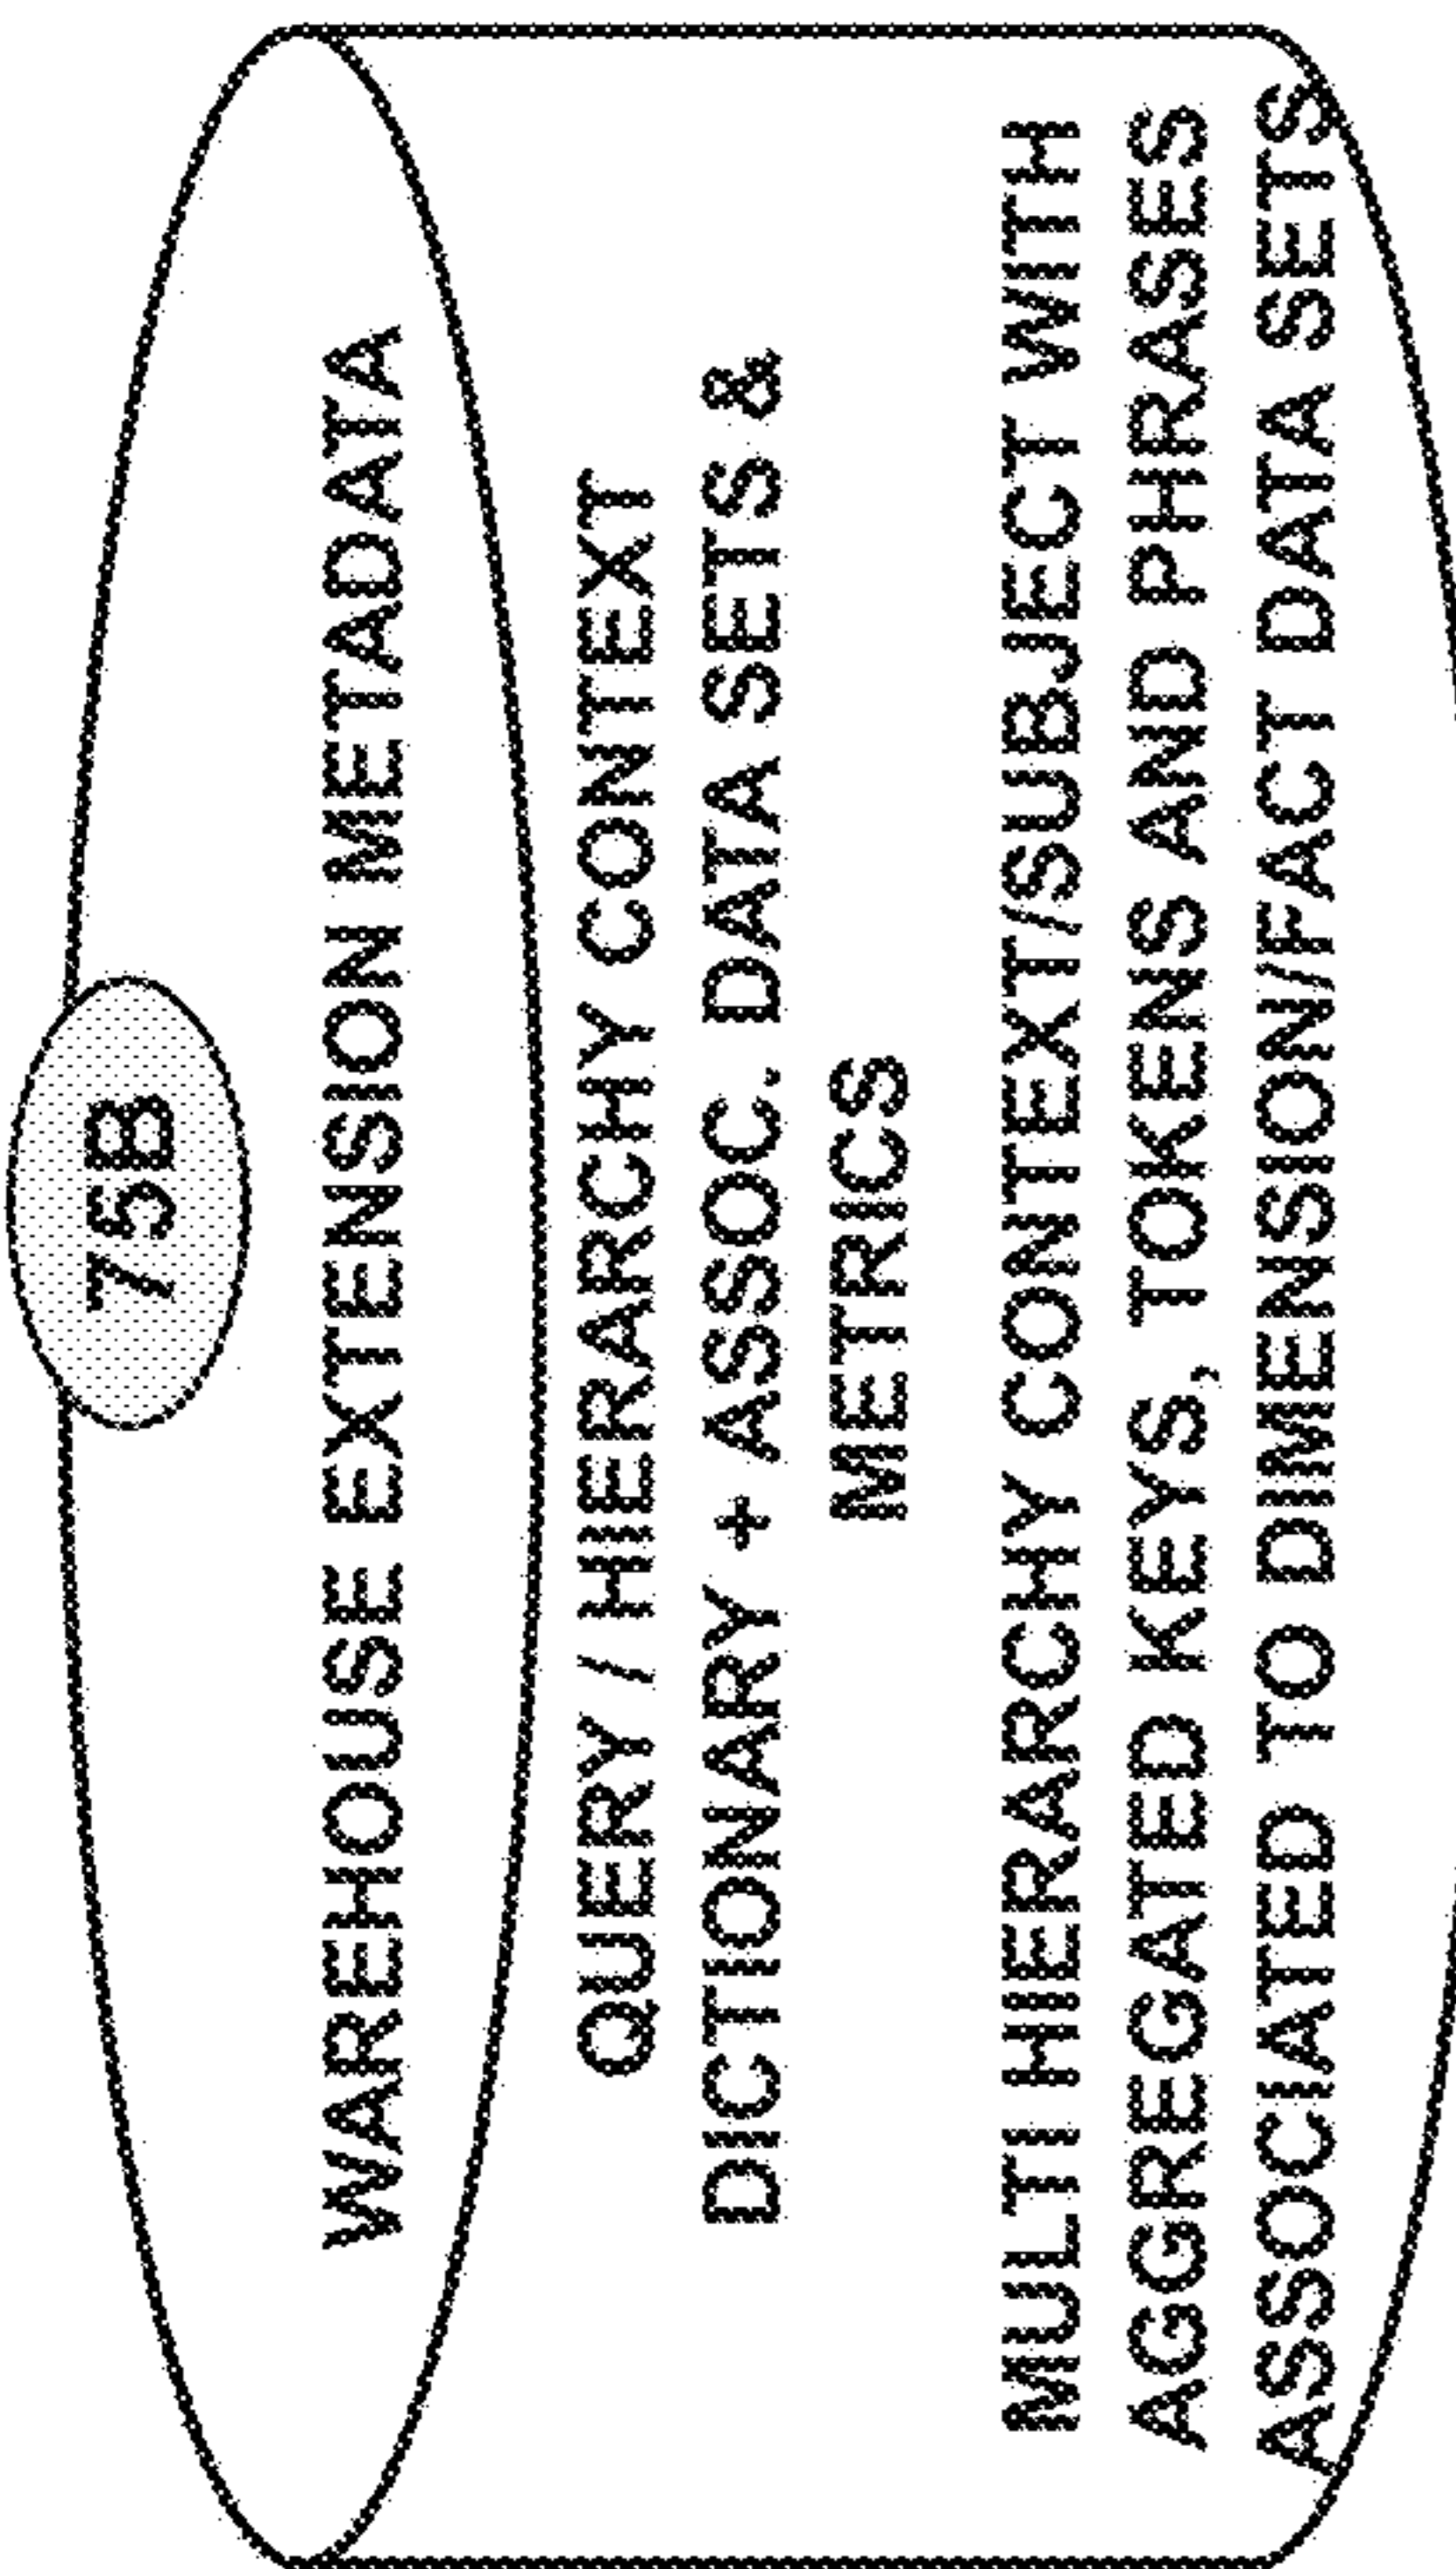 75B
WAREHOUSE EXTENSION METADATA
QUERY / HIERARCHY CONTEXT
DICTIONARY + ASSOC. DATA SETS &
METRICS
MULTI HIERARCHY CONTEXT/SUBJECT WITH
AGGREGATED KEYS, TOKENS AND PHRASES
ASSOCIATED TO DIMENSION/FACT DATA SETS